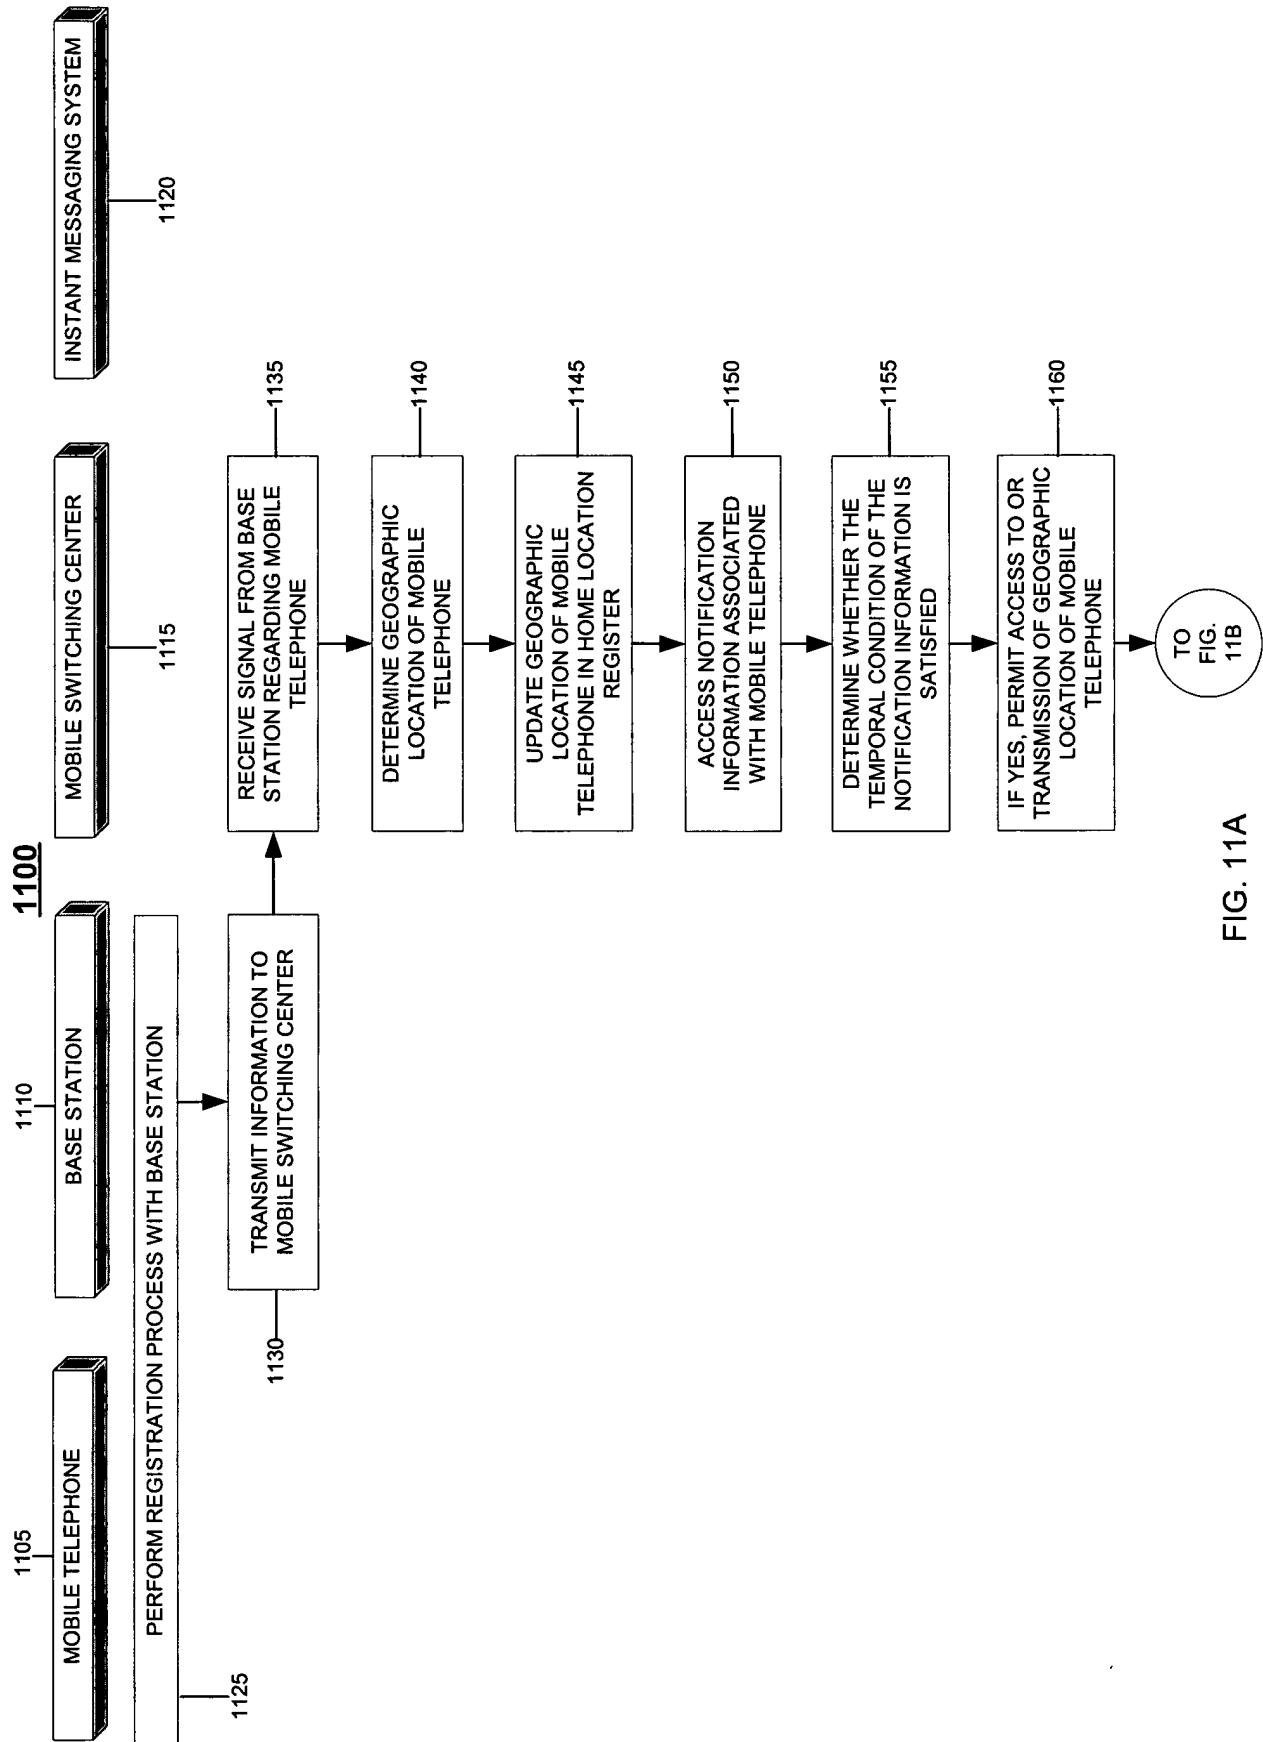 1100
1105
MOBILE TELEPHONE
1110
BASE STATION
MOBILE SWITCHING CENTER
1115
INSTANT MESSAGING SYSTEM
1120
PERFORM REGISTRATION PROCESS WITH BASE STATION
1125
TRANSMIT INFORMATION TO
MOBILE SWITCHING CENTER
1130
RECEIVE SIGNAL FROM BASE
STATION REGARDING MOBILE
TELEPHONE
1135
DETERMINE GEOGRAPHIC
LOCATION OF MOBILE
TELEPHONE
1140
UPDATE GEOGRAPHIC
LOCATION OF MOBILE
TELEPHONE IN HOME LOCATION
REGISTER
1145
ACCESS NOTIFICATION
INFORMATION ASSOCIATED
WITH MOBILE TELEPHONE
1150
DETERMINE WHETHER THE
TEMPORAL CONDITION OF THE
NOTIFICATION INFORMATION IS
SATISFIED
1155
IF YES, PERMIT ACCESS TO OR
TRANSMISSION OF GEOGRAPHIC
LOCATION OF MOBILE
TELEPHONE
1160
TO
FIG.
11B
FIG. 11A